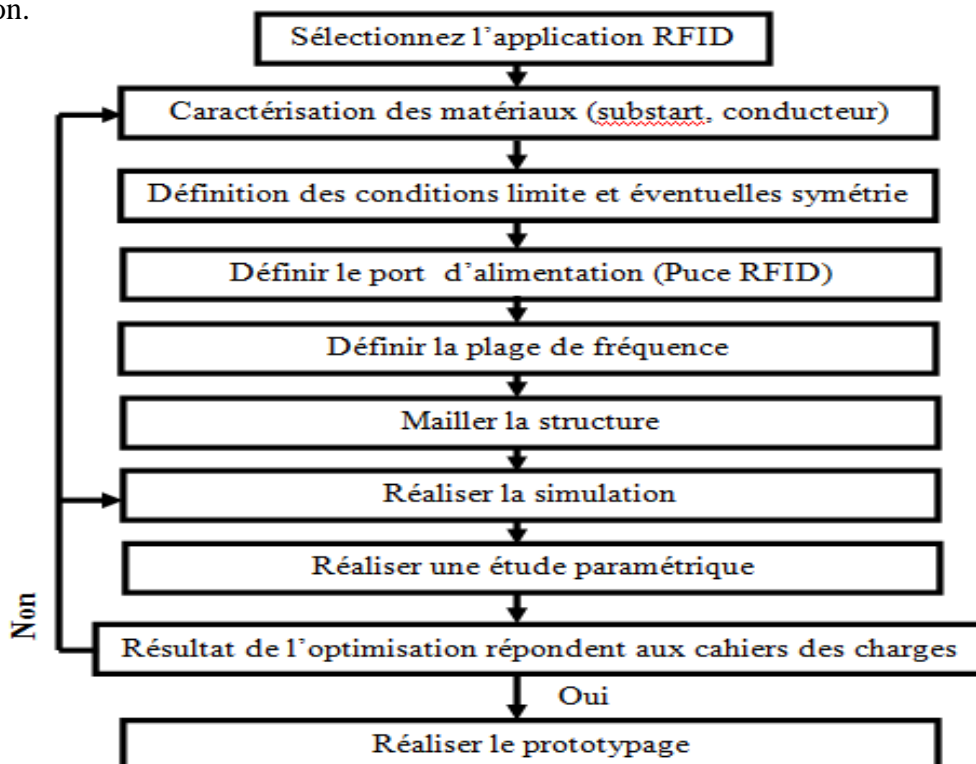 on.
Sélectionnez l’application RFID
Caractérisation des matériaux (substart, conducteur)
Définition des conditions limite et éventuelles symétrie
Définir le port d’alimentation (Puce RFID)
Définir la plage de fréquence
Mailler la structure
Réaliser la simulation
Réaliser une étude paramétrique
Non
Résultat de l’optimisation répondent aux cahiers des charges
Oui
Réaliser le prototypage